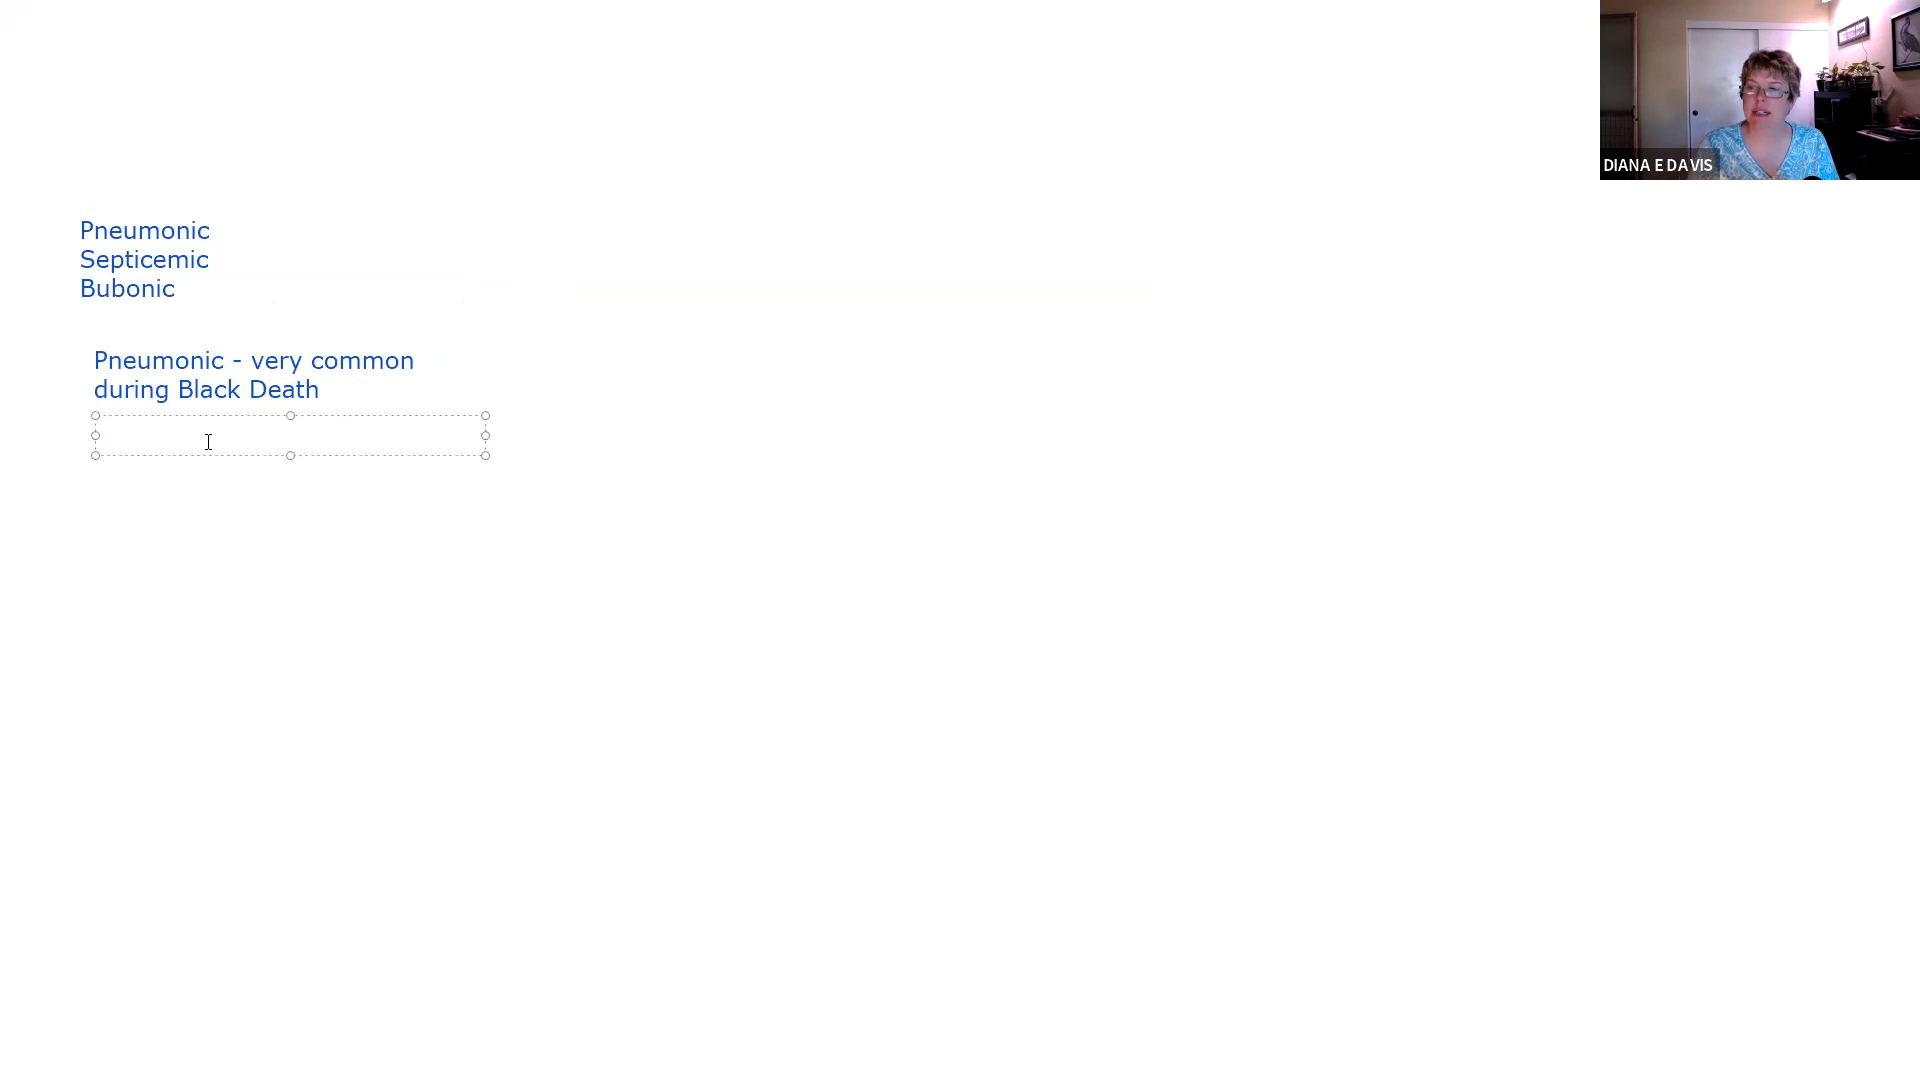 DIANA E DAVIS
Pneumonic
Septicemic
Bubonic
Pneumonic - very common
during Black Death